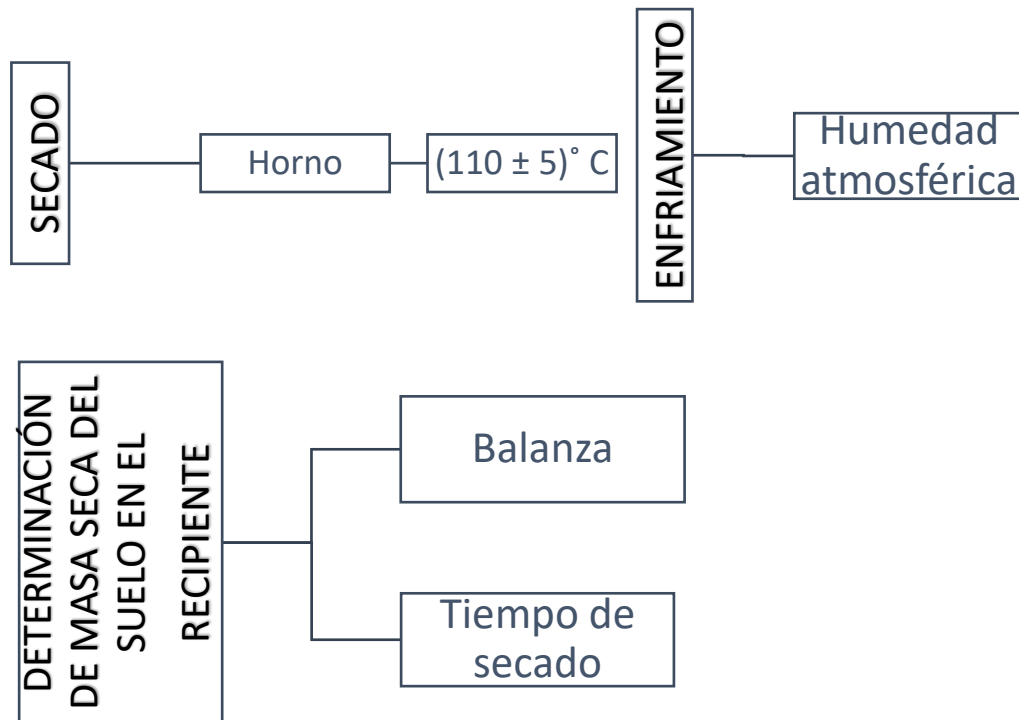 SECADO
Horno
(110 ± 5)° C
ENFRIAMIENTO
Humedad
atmosférica
DETERMINACIÓN
DE MASA SECA DEL
SUELO EN EL
RECIPIENTE
Balanza
Tiempo de
secado